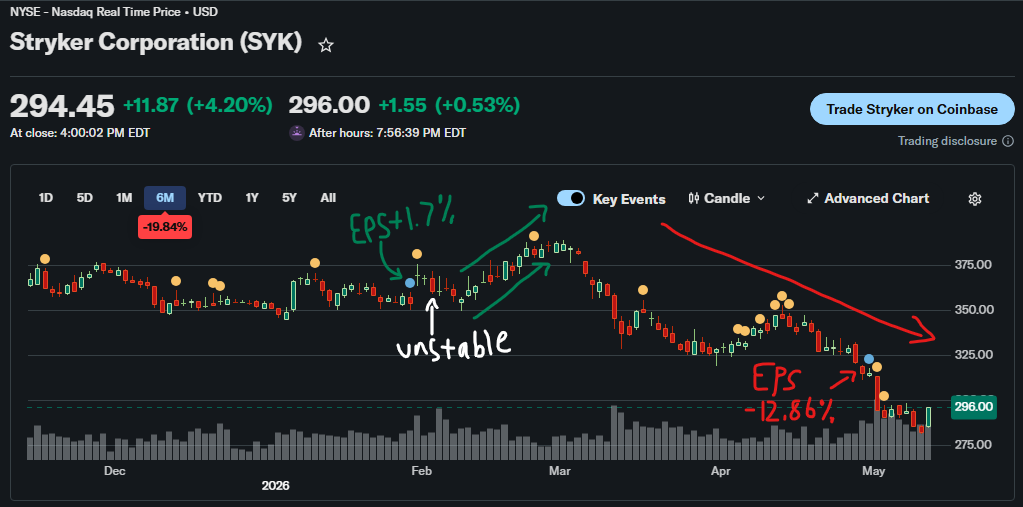 NYSE - Nasdaq Real Time Price • USD
Stryker Corporation (SYK)
294.45 +11.87 (+4.20%) 296.00 +1.55 (+0.53%)
At close: 4:00:02 PM EDT After hours: 7:56:39 PM EDT
Trade Stryker on Coinbase
Trading disclosure
1D 5D 1M 6M YTD 1Y 5Y All Key Events Candle Advanced Chart
-19.84%
EPS+1.7%
375.00
350.00
unstable
325.00
EPS
-12.86%
296.00
275.00
Dec Feb Mar Apr May
2026